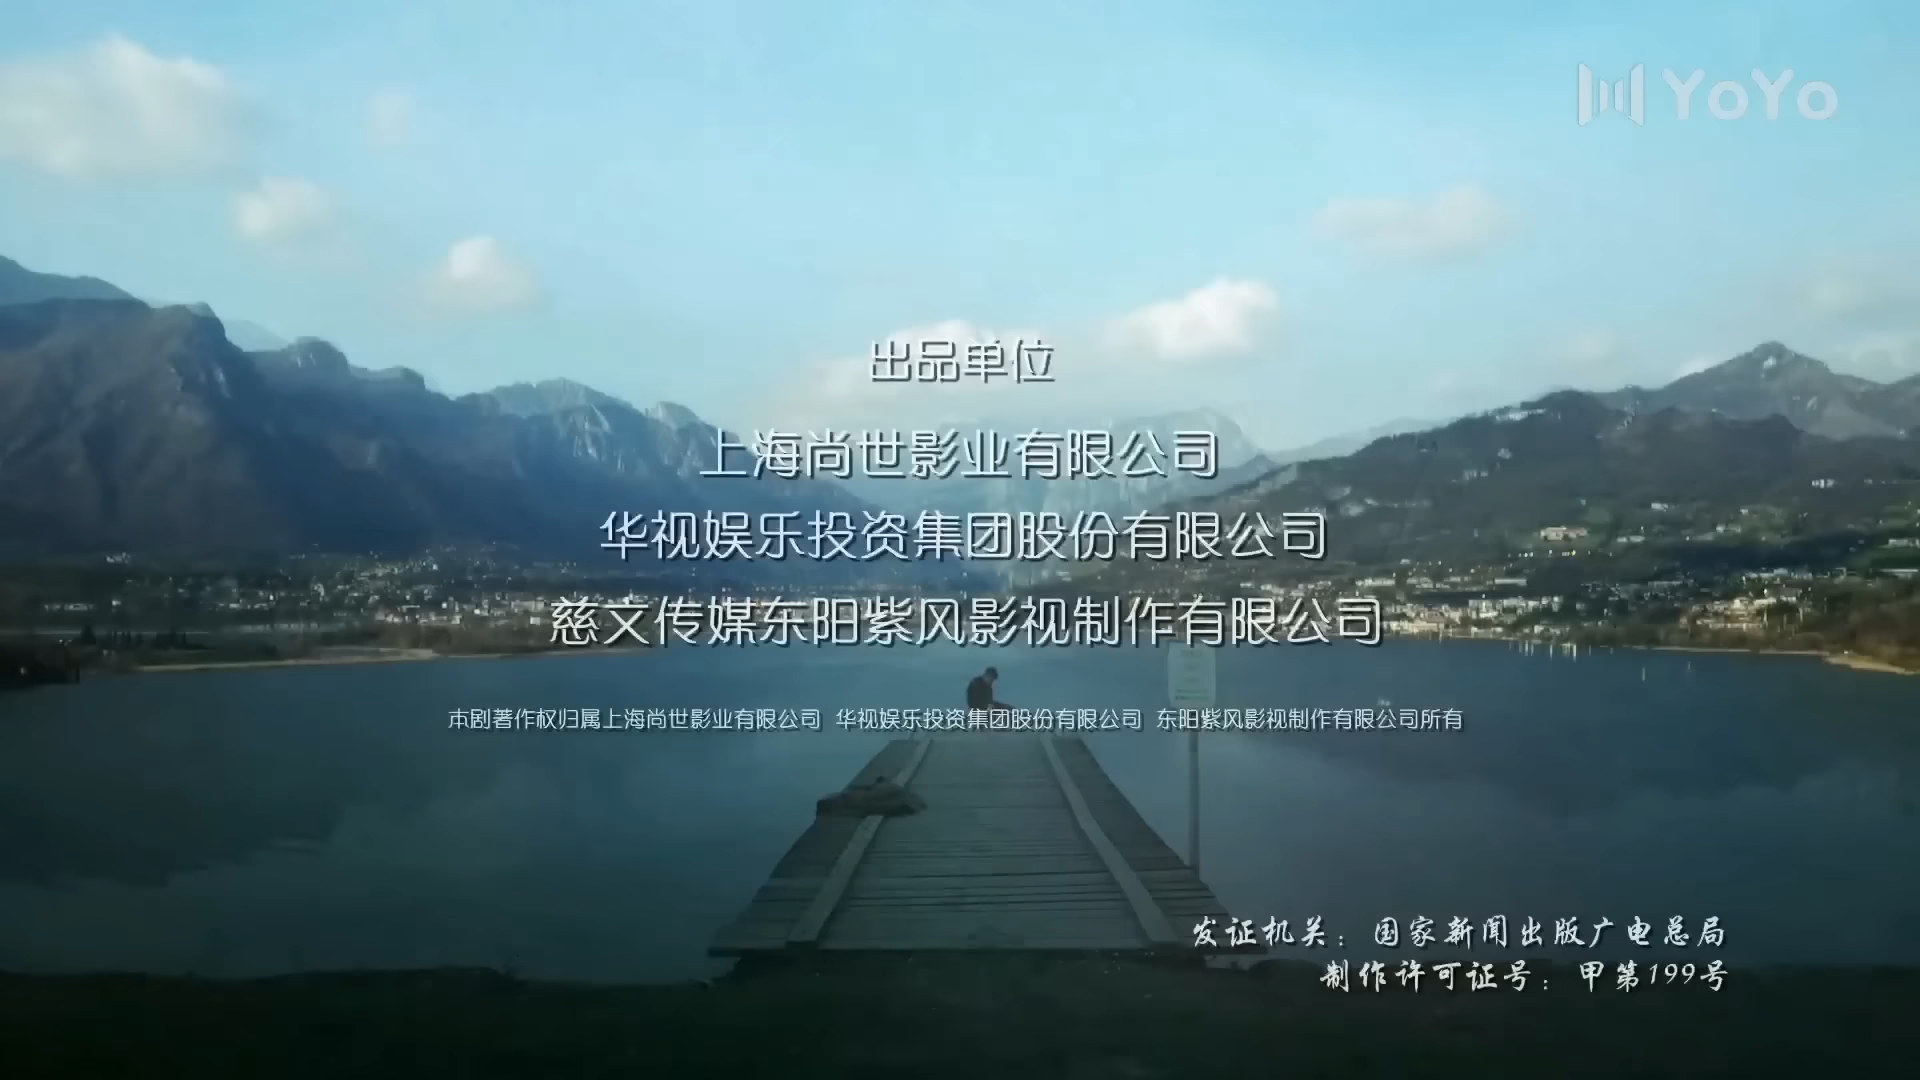 YoYo
出品单位
上海尚世影业有限公司
华视娱乐投资集团股份有限公司
慈文传媒东阳紫风影视制作有限公司
本剧著作权归属上海尚世影业有限公司 华视娱乐投资集团股份有限公司 东阳紫风影视制作有限公司所有
发证机关：国家新闻出版广电总局
制作许可证号：甲第199号